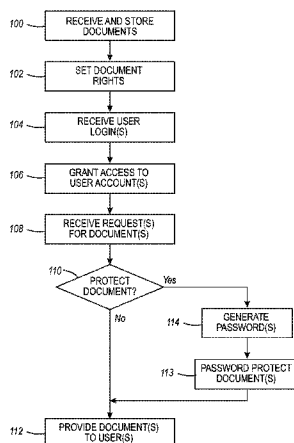 100
RECEIVE AND STORE
DOCUMENTS
102
SET DOCUMENT
RIGHTS
104
RECEIVE USER
LOGIN(S)
106
GRANT ACCESS TO
USER ACCOUNT(S)
108
RECEIVE REQUEST(S)
FOR DOCUMENT(S)
110
PROTECT
DOCUMENT?
Yes
No
114
GENERATE
PASSWORD(S)
113
PASSWORD PROTECT
DOCUMENT(S)
112
PROVIDE DOCUMENT(S)
TO USER(S)